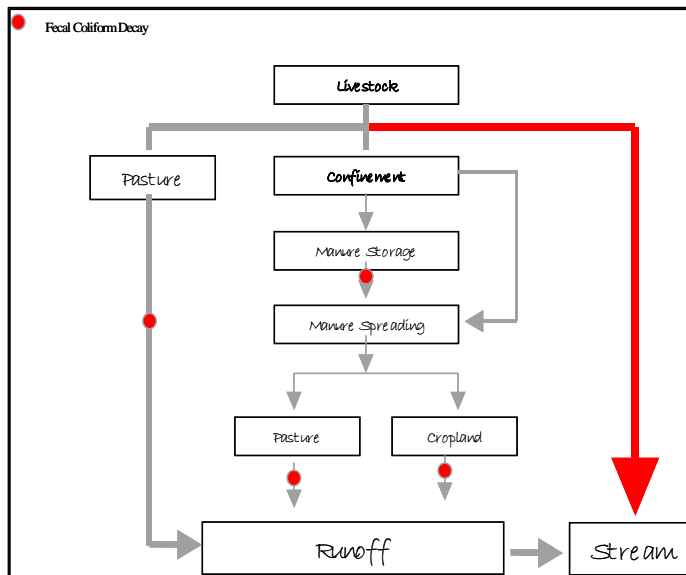 Fecal Coliform Decay
Livestock
Pasture
Confinement
Manure Storage
Manure Spreading
Pasture
Cropland
Runoff
Stream